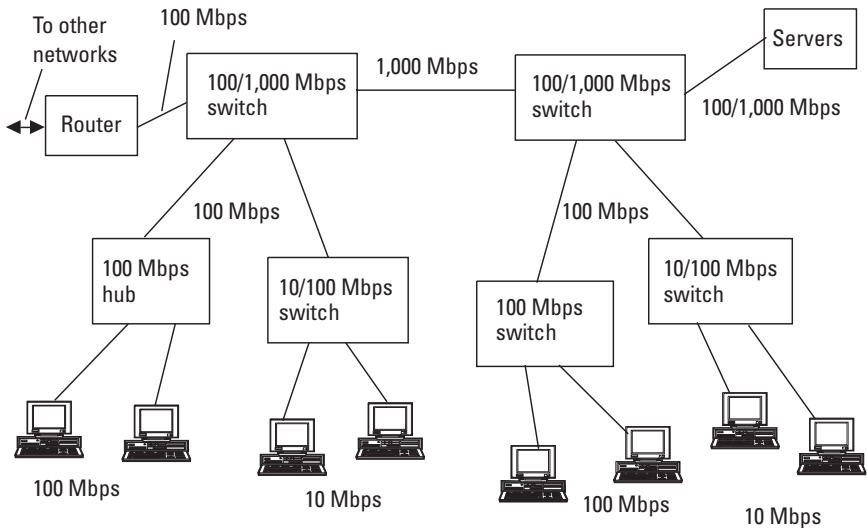 To other
networks
100 Mbps
Router
100/1,000 Mbps
switch
1,000 Mbps
100/1,000 Mbps
switch
Servers
100/1,000 Mbps
100 Mbps
100 Mbps
100 Mbps
hub
10/100 Mbps
switch
100 Mbps
switch
10/100 Mbps
switch
100 Mbps
10 Mbps
100 Mbps
10 Mbps